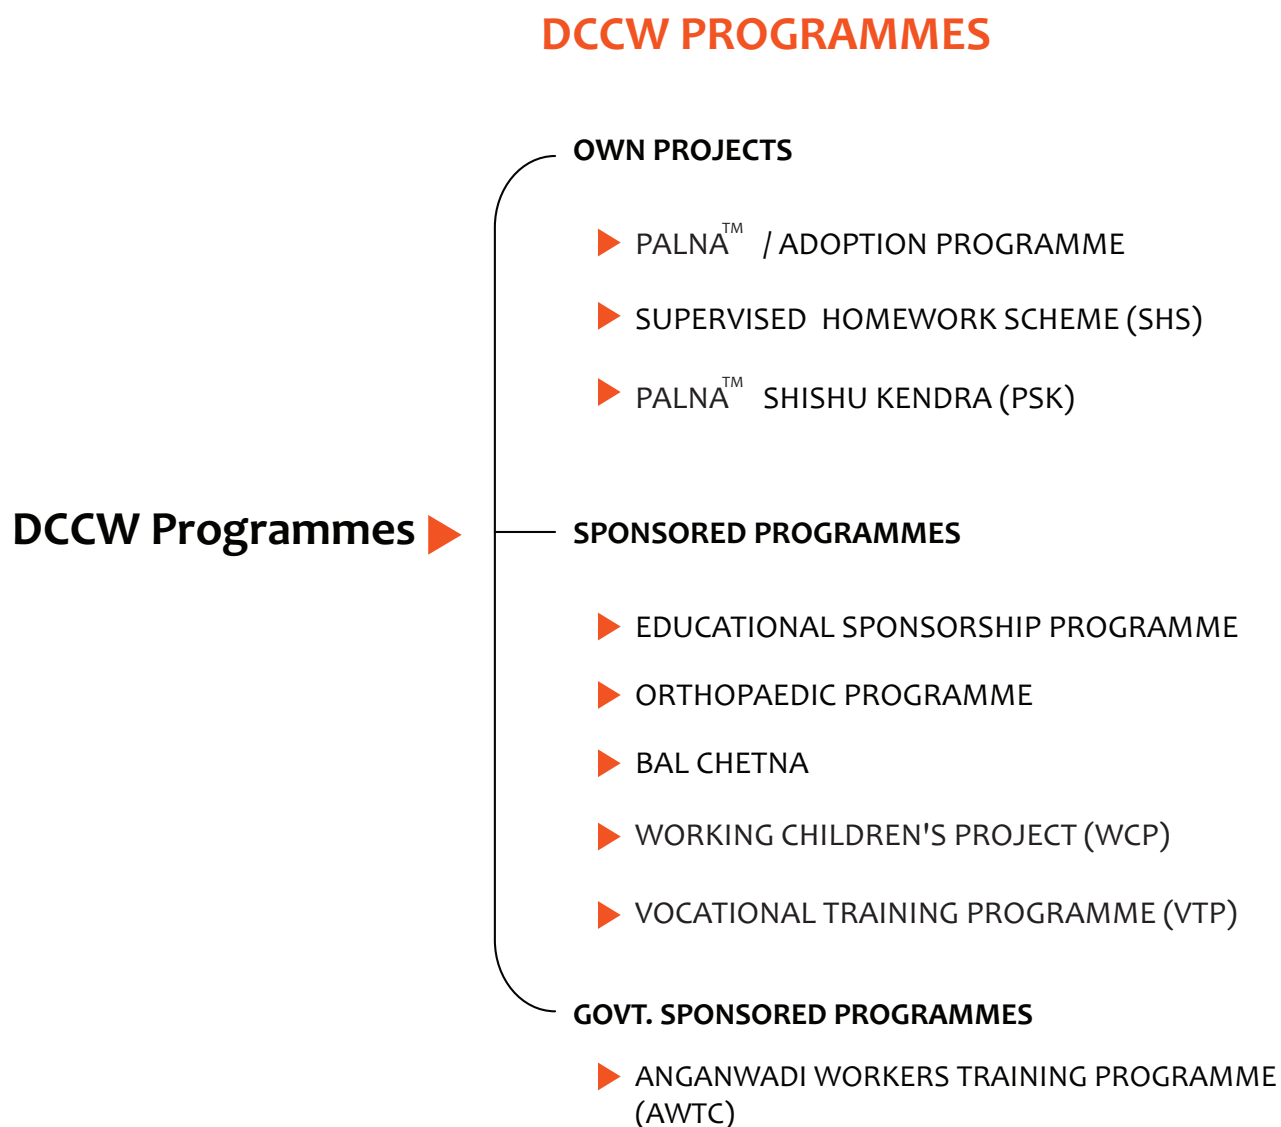 DCCW PROGRAMMES
DCCW Programmes
OWN PROJECTS
PALNA™ / ADOPTION PROGRAMME
SUPERVISED HOMEWORK SCHEME (SHS)
PALNA™ SHISHU KENDRA (PSK)
SPONSORED PROGRAMMES
EDUCATIONAL SPONSORSHIP PROGRAMME
ORTHOPAEDIC PROGRAMME
BAL CHETNA
WORKING CHILDREN'S PROJECT (WCP)
VOCATIONAL TRAINING PROGRAMME (VTP)
GOVT. SPONSORED PROGRAMMES
ANGANWADI WORKERS TRAINING PROGRAMME
(AWTC)